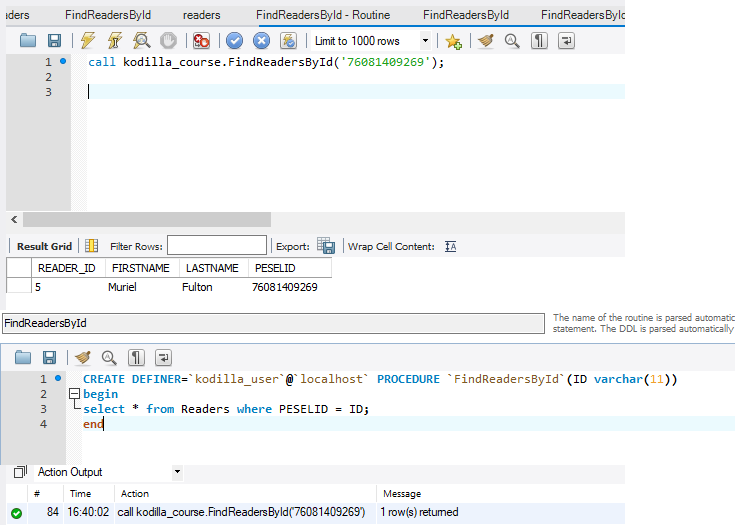 ders FindReadersById readers FindReadersById - Routine FindReadersById FindReadersById
Limit to 1000 rows
1 call kodilla_course.FindReadersById('76081409269');
2
3
Result Grid Filter Rows: Export: Wrap Cell Content: IA
READER_ID FIRSTNAME LASTNAME PESELID
5 Muriel Fulton 76081409269
FindReadersById
The name of the routine is parsed automatic
statement. The DDL is parsed automatically
1 CREATE DEFINER=`kodilla_user`@`localhost` PROCEDURE `FindReadersById`(ID varchar(11))
2 begin
3 select * from Readers where PESELID = ID;
4 end
Action Output
# Time Action Message
84 16:40:02 call kodilla_course.FindReadersById('76081409269') 1 row(s) returned